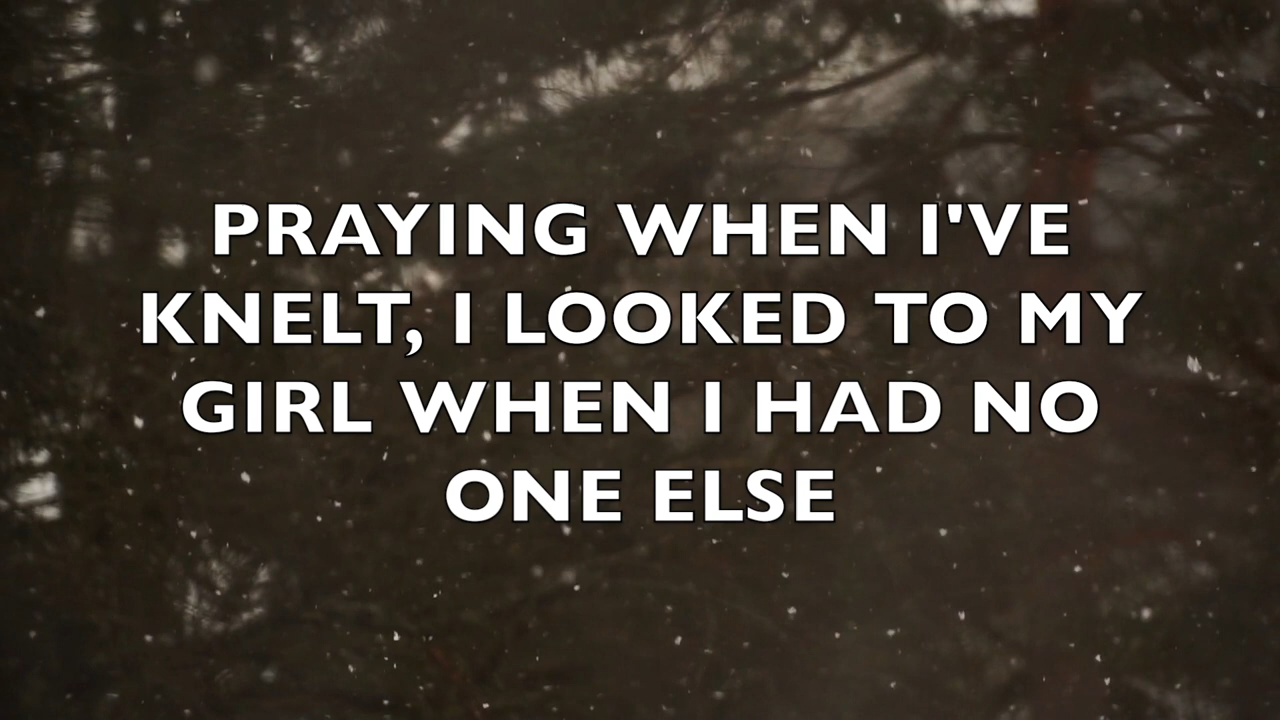 PRAYING WHEN I'VE
KNELT, I LOOKED TO MY
GIRL WHEN I HAD NO
ONE ELSE